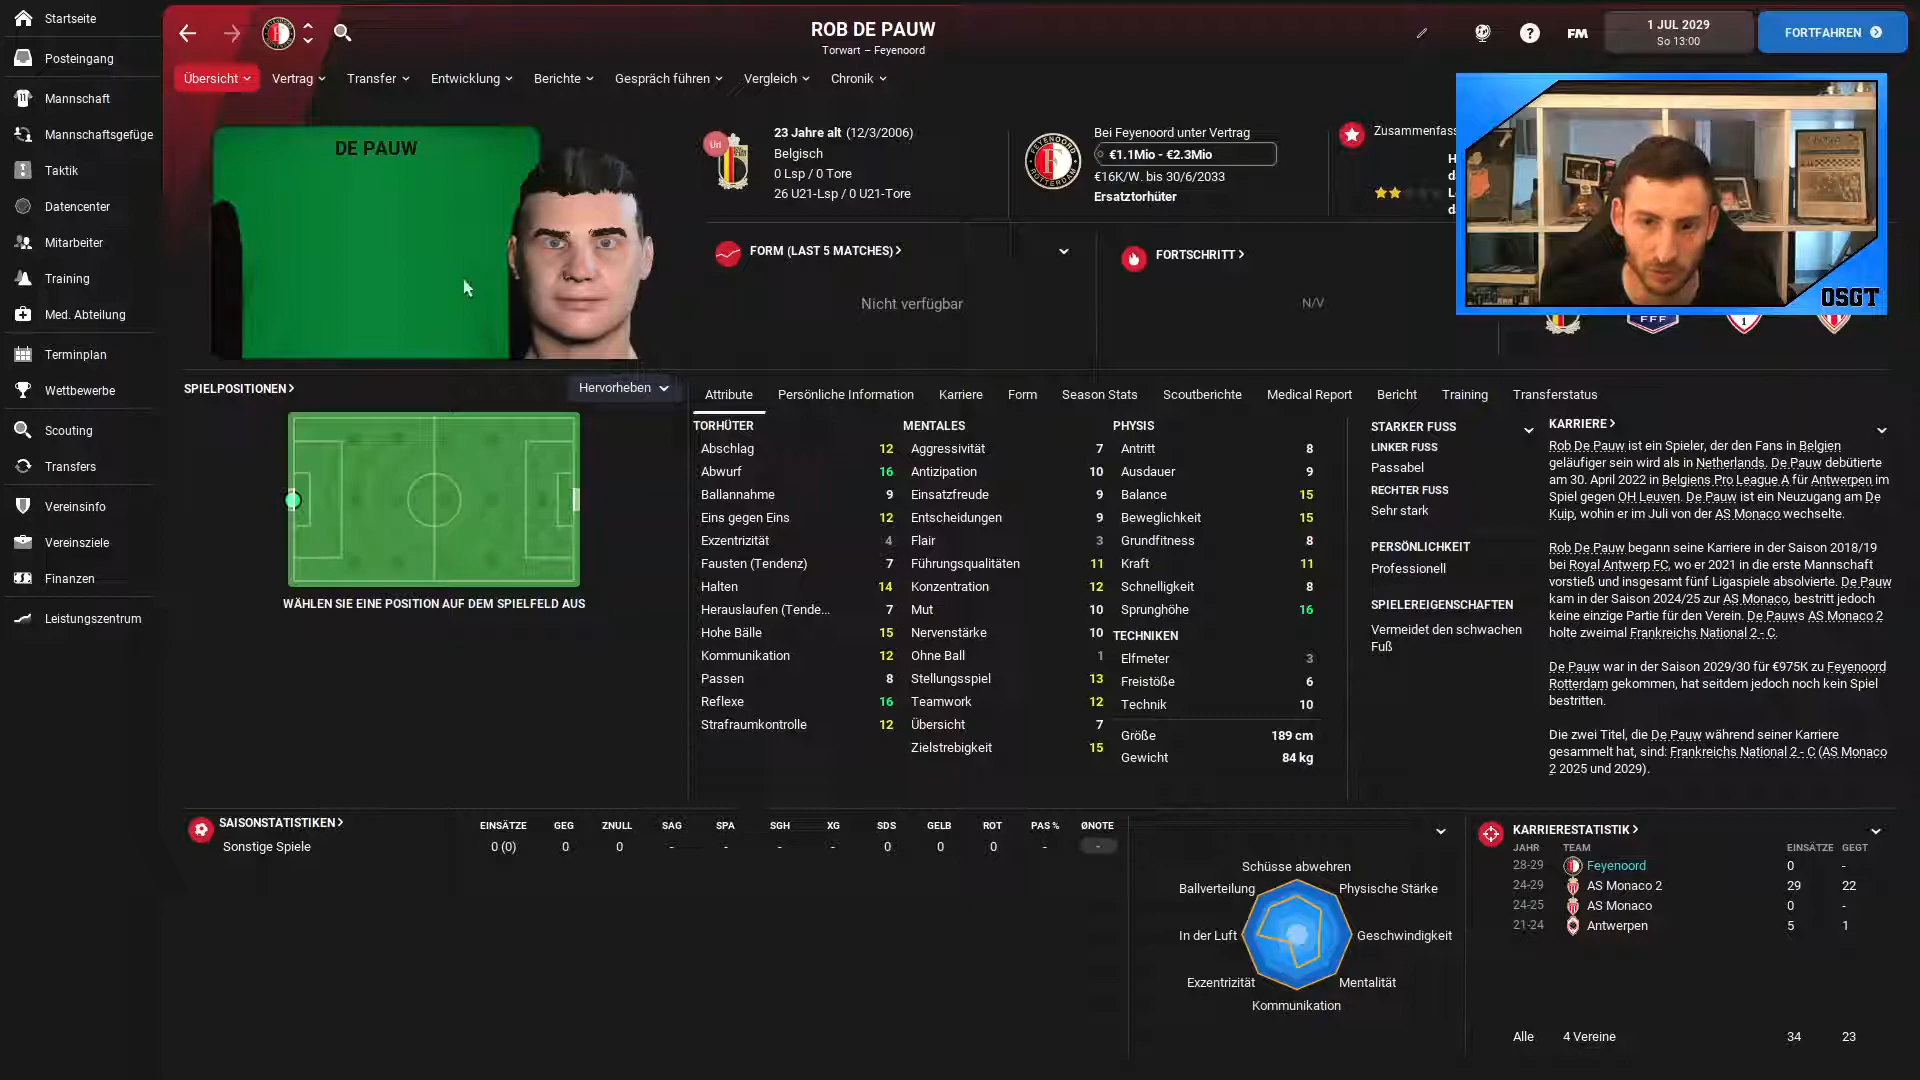 Startseite
Posteingang
Mannschaft
Mannschaftsgefüge
Taktik
Datencenter
Mitarbeiter
Training
Med. Abteilung
Terminplan
Wettbewerbe
Scouting
Transfers
Vereinsinfo
Vereinsziele
Finanzen
Leistungszentrum
ROB DE PAUW
Torwart – Feyenoord
FM
1 JUL 2029
So 13:00
FORTFAHREN
Übersicht
Vertrag
Transfer
Entwicklung
Berichte
Gespräch führen
Vergleich
Chronik
DE PAUW
Url
23 Jahre alt (12/3/2006)
Belgisch
0 Lsp / 0 Tore
26 U21-Lsp / 0 U21-Tore
Bei Feyenoord unter Vertrag
€1.1Mio - €2.3Mio
€16K/W. bis 30/6/2033
Ersatztorhüter
Zusammenfass
OSGT
FORM (LAST 5 MATCHES)
Nicht verfügbar
FORTSCHRITT
N/V
FFF
SPIELPOSITIONEN
Hervorheben
WÄHLEN SIE EINE POSITION AUF DEM SPIELFELD AUS
Attribute
Persönliche Information
Karriere
Form
Season Stats
Scoutberichte
Medical Report
Bericht
Training
Transferstatus
TORHÜTER
Abschlag 12
Abwurf 16
Ballannahme 9
Eins gegen Eins 12
Exzentrizität 4
Fausten (Tendenz) 7
Halten 14
Herauslaufen (Tende... 7
Hohe Bälle 15
Kommunikation 12
Passen 8
Reflexe 16
Strafraumkontrolle 12
MENTALES
Aggressivität 7
Antizipation 10
Einsatzfreude 9
Entscheidungen 9
Flair 3
Führungsqualitäten 11
Konzentration 12
Mut 10
Nervenstärke 10
Ohne Ball 1
Stellungsspiel 13
Teamwork 12
Übersicht 7
Zielstrebigkeit 15
PHYSIS
Antritt 8
Ausdauer 9
Balance 15
Beweglichkeit 15
Grundfitness 8
Kraft 11
Schnelligkeit 8
Sprunghöhe 16
TECHNIKEN
Elfmeter 3
Freistöße 6
Technik 10
Größe 189 cm
Gewicht 84 kg
STARKER FUSS
LINKER FUSS
Passabel
RECHTER FUSS
Sehr stark
PERSÖNLICHKEIT
Professionell
SPIELEREIGENSCHAFTEN
Vermeidet den schwachen
Fuß
KARRIERE
Rob De Pauw ist ein Spieler, der den Fans in Belgien
geläufiger sein wird als in Netherlands. De Pauw debütierte
am 30. April 2022 in Belgiens Pro League A für Antwerpen im
Spiel gegen OH Leuven. De Pauw ist ein Neuzugang am De
Kuip, wohin er im Juli von der AS Monaco wechselte.
Rob De Pauw begann seine Karriere in der Saison 2018/19
bei Royal Antwerp FC, wo er 2021 in die erste Mannschaft
vorstieß und insgesamt fünf Ligaspiele absolvierte. De Pauw
kam in der Saison 2024/25 zur AS Monaco, bestritt jedoch
keine einzige Partie für den Verein. De Pauws AS Monaco 2
holte zweimal Frankreichs National 2 - C.
De Pauw war in der Saison 2029/30 für €975K zu Feyenoord
Rotterdam gekommen, hat seitdem jedoch noch kein Spiel
bestritten.
Die zwei Titel, die De Pauw während seiner Karriere
gesammelt hat, sind: Frankreichs National 2 - C (AS Monaco
2 2025 und 2029).
SAISONSTATISTIKEN
EINSÄTZE GEG ZNULL SAG SPA SGH XG SDS GELB ROT PAS % ØNOTE
Sonstige Spiele 0 (0) 0 0 - - - - 0 0 0 - -
Schüsse abwehren
Ballverteilung
Physische Stärke
In der Luft
Geschwindigkeit
Exzentrizität
Mentalität
Kommunikation
KARRIERESTATISTIK
JAHR TEAM EINSÄTZE GEGT
28-29 Feyenoord 0 -
24-29 AS Monaco 2 29 22
24-25 AS Monaco 0 -
21-24 Antwerpen 5 1
Alle 4 Vereine 34 23